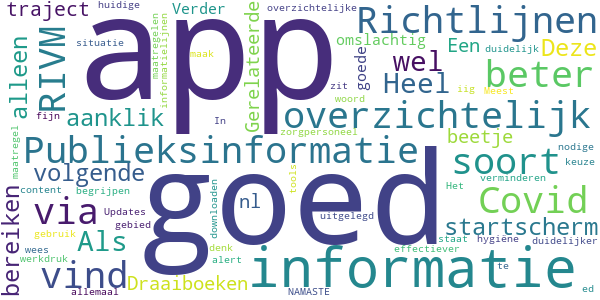 traject
huidige
Verder
overzichtelijke
Richtlijnen
situatie
maatregelen
informatielijnen
app
Gerelateerde
omslachtig
Een
duidelijk
Deze
RIVM
alleen
maak
goede
wel
beter
fijn
aanklik
In
zit
Heel
woord
iig
Meest
overzichtelijk
maatregel
Publieksinformatie
zorgpersoneel
beetje
nodige
volgende
tools
soort
keuze
content
begrijpen
goed
Het
verminderen
bereiken
via
Updates
gebied
downloaden
nl
uitgelegd
Covid
startscherm
Als
wees
gebruik
denk
staat
hygiëne
duidelijker
effectiever
vind
werkdruk
alert
informatie
te
allemaal
Draaiboeken
NAMASTE
ed